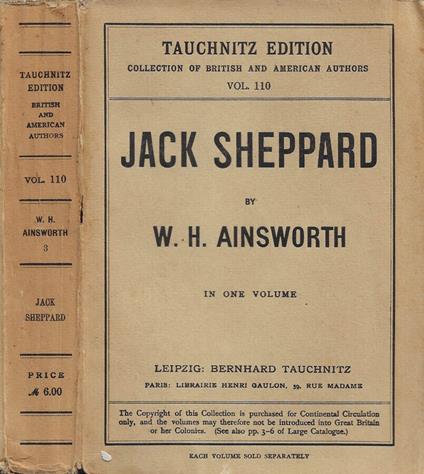 TAUCHNITZ
EDITION
BRITISH
AND
AMERICAN
AUTHORS
VOL. 110
W. H.
AINSWORTH
3
JACK
SHEPPARD
PRICE
ℳ 6.00
TAUCHNITZ EDITION
COLLECTION OF BRITISH AND AMERICAN AUTHORS
VOL. 110
JACK SHEPPARD
BY
W. H. AINSWORTH
IN ONE VOLUME
LEIPZIG: BERNHARD TAUCHNITZ
PARIS: LIBRAIRIE HENRI GAULON, 39, RUE MADAME
The Copyright of this Collection is purchased for Continental Circulation
only, and the volumes may therefore not be introduced into Great Britain
or her Colonies. (See also pp. 3-6 of Large Catalogue.)
EACH VOLUME SOLD SEPARATELY